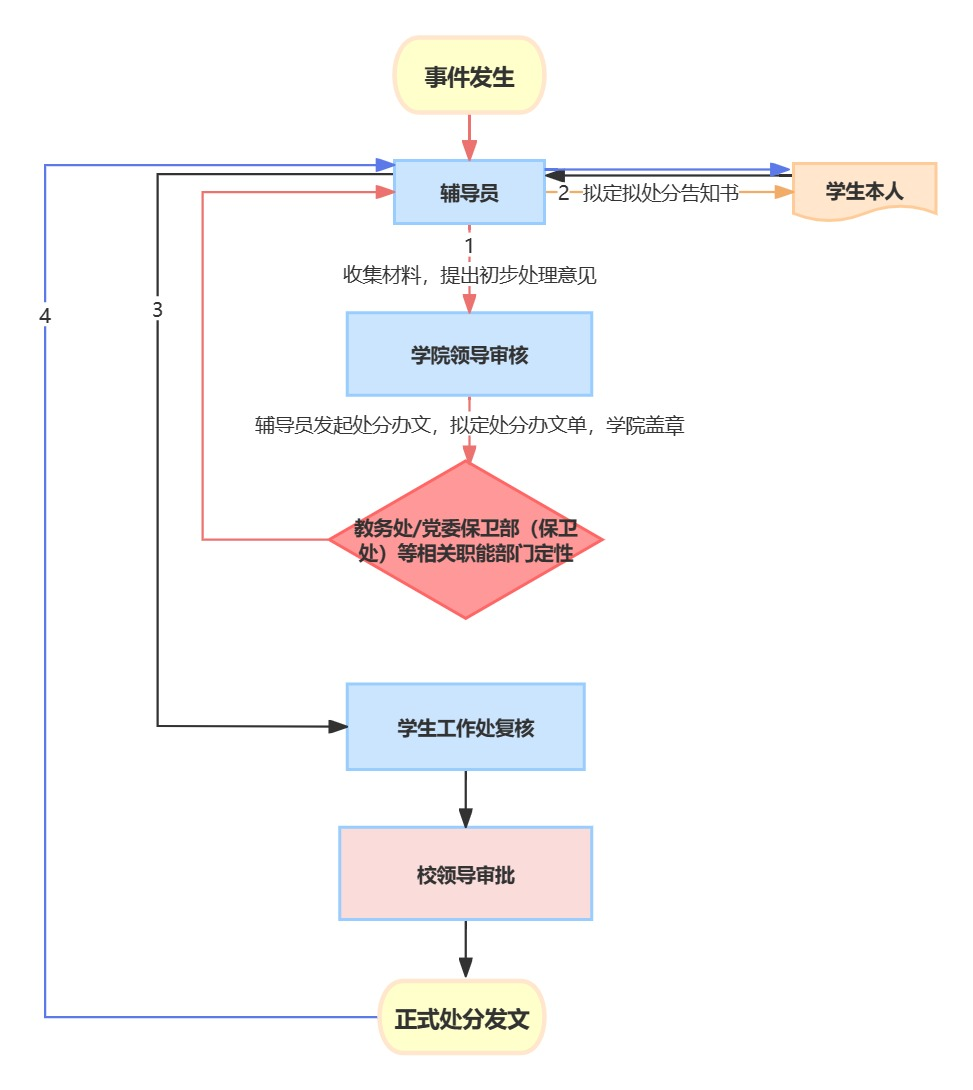 事件发生
辅导员
2 拟定拟处分告知书
学生本人
1
收集材料，提出初步处理意见
3
4
学院领导审核
辅导员发起处分办文，拟定处分办文单，学院盖章
教务处/党委保卫部（保卫
处）等相关职能部门定性
学生工作处复核
校领导审批
正式处分发文